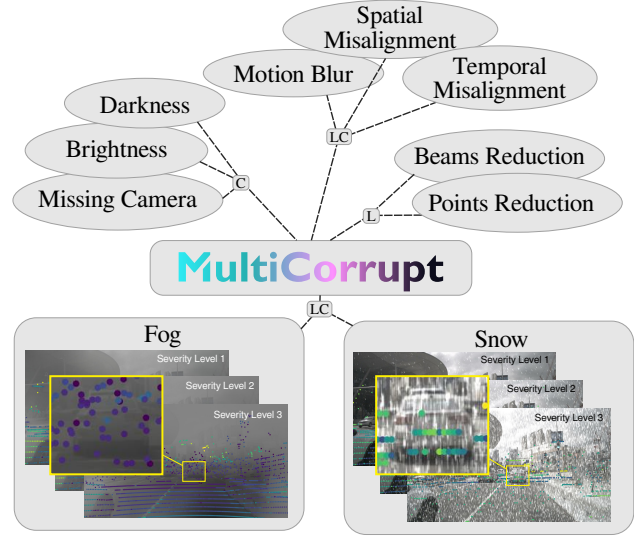 Spatial
Misalignment
Motion Blur
Temporal
Misalignment
Darkness
Brightness
Missing Camera
C
LC
Beams Reduction
Points Reduction
L
MultiCorrupt
LC
Fog
Severity Level 1
Severity Level 2
Severity Level 3
Snow
Severity Level 1
Severity Level 2
Severity Level 3